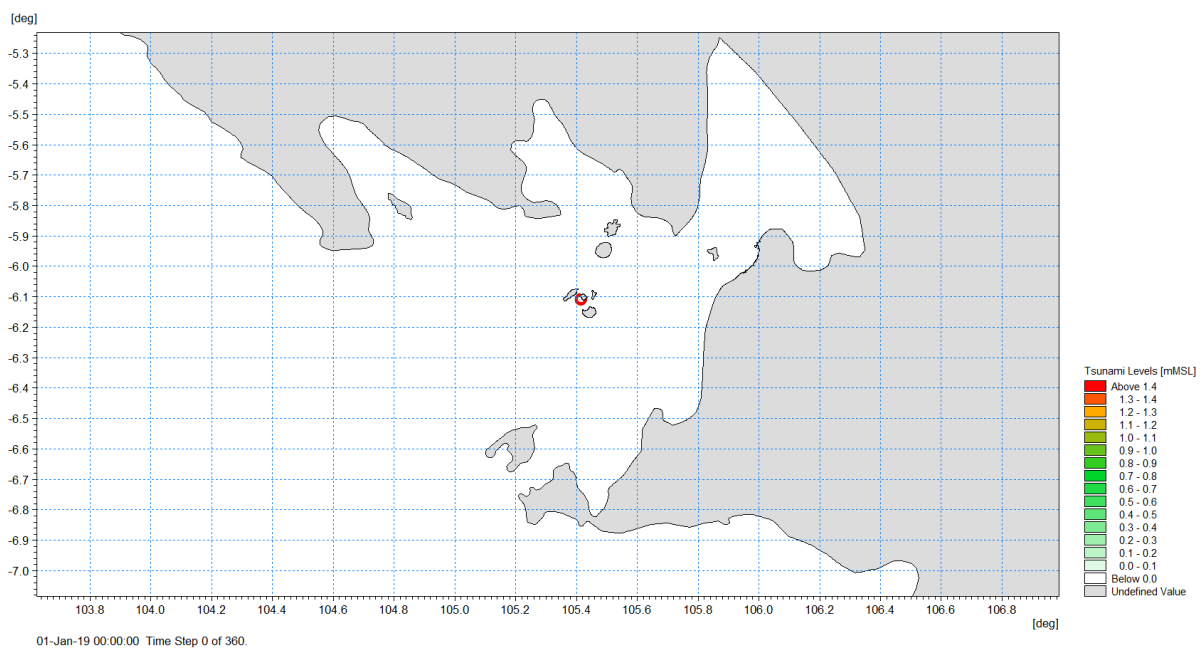 [deg]
-5.3
-5.4
-5.5
-5.6
-5.7
-5.8
-5.9
-6.0
-6.1
-6.2
-6.3
-6.4
-6.5
-6.6
-6.7
-6.8
-6.9
-7.0
103.8 104.0 104.2 104.4 104.6 104.8 105.0 105.2 105.4 105.6 105.8 106.0 106.2 106.4 106.6 106.8
[deg]
01-Jan-19 00:00:00 Time Step 0 of 360.
Tsunami Levels [mMSL]
Above 1.4
1.3 - 1.4
1.2 - 1.3
1.1 - 1.2
1.0 - 1.1
0.9 - 1.0
0.8 - 0.9
0.7 - 0.8
0.6 - 0.7
0.5 - 0.6
0.4 - 0.5
0.3 - 0.4
0.2 - 0.3
0.1 - 0.2
0.0 - 0.1
Below 0.0
Undefined Value